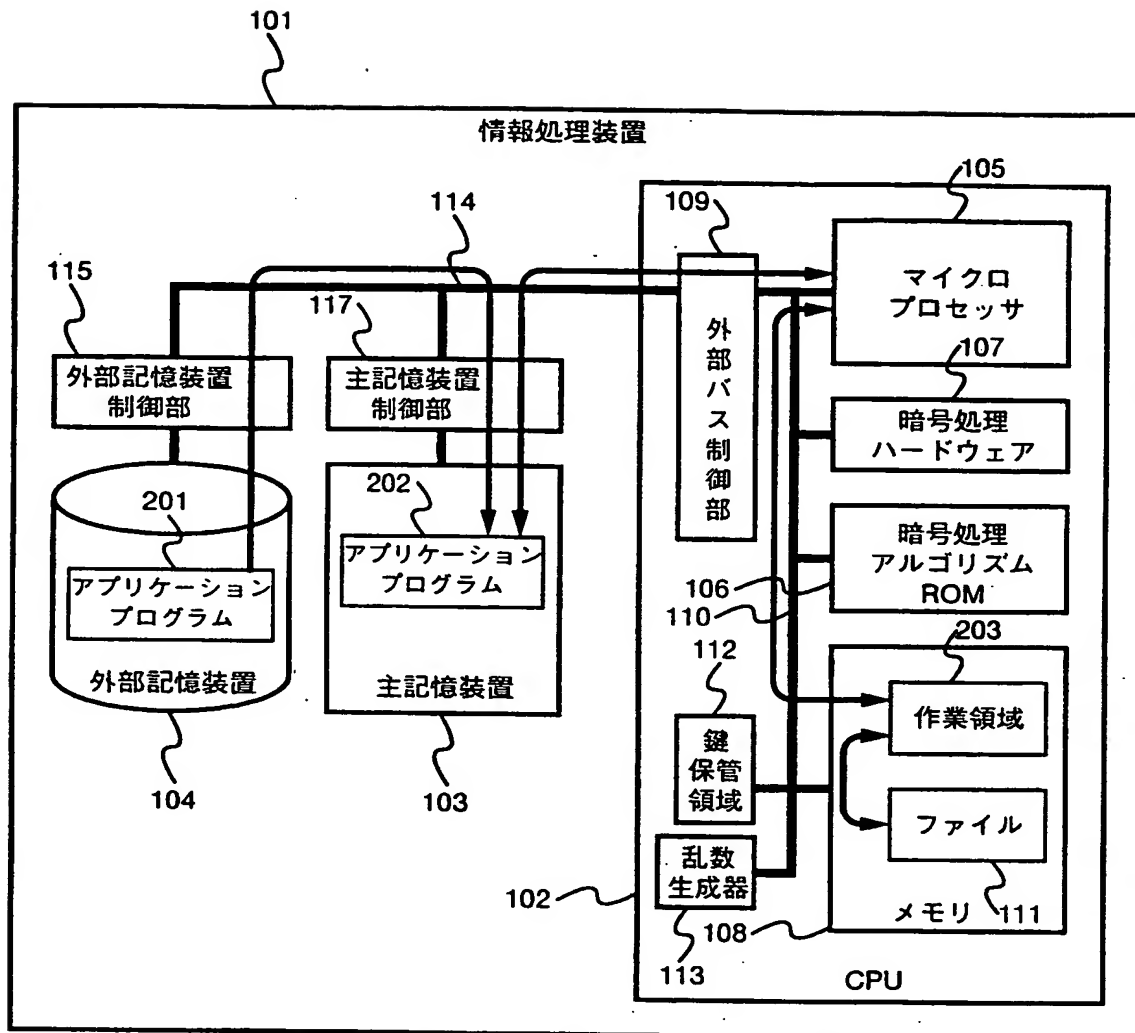 101
情報処理装置
105
109
114
115
マイクロ
プロセッサ
117
107
外部記憶装置
制御部
主記憶装置
制御部
外部バス制御部
暗号処理
ハードウェア
201
202
アプリケーション
プログラム
アプリケーション
プログラム
暗号処理
アルゴリズム
ROM
106
110
203
112
外部記憶装置
主記憶装置
作業領域
鍵
保管
領域
104
103
ファイル
乱数
生成器
102
メモリ
111
108
113
CPU